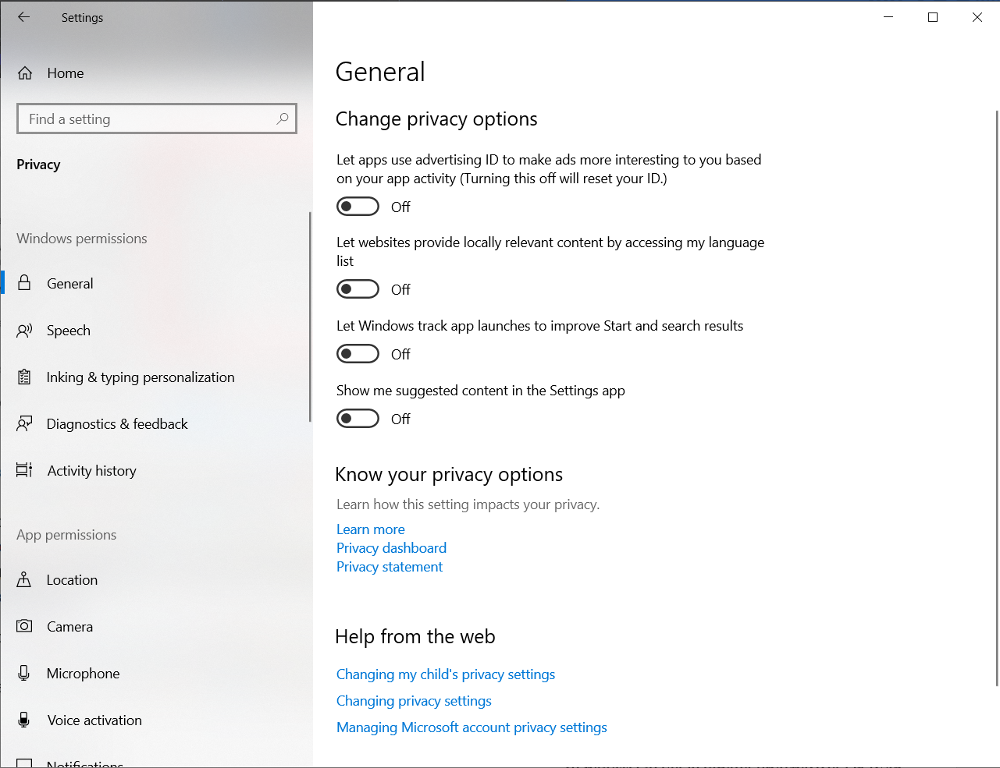 Settings
Home
Find a setting
Privacy
Windows permissions
General
Speech
Inking & typing personalization
Diagnostics & feedback
Activity history
App permissions
Location
Camera
Microphone
Voice activation
Notifications
General
Change privacy options
Let apps use advertising ID to make ads more interesting to you based
on your app activity (Turning this off will reset your ID.)
Off
Let websites provide locally relevant content by accessing my language
list
Off
Let Windows track app launches to improve Start and search results
Off
Show me suggested content in the Settings app
Off
Know your privacy options
Learn how this setting impacts your privacy.
Learn more
Privacy dashboard
Privacy statement
Help from the web
Changing my child's privacy settings
Changing privacy settings
Managing Microsoft account privacy settings